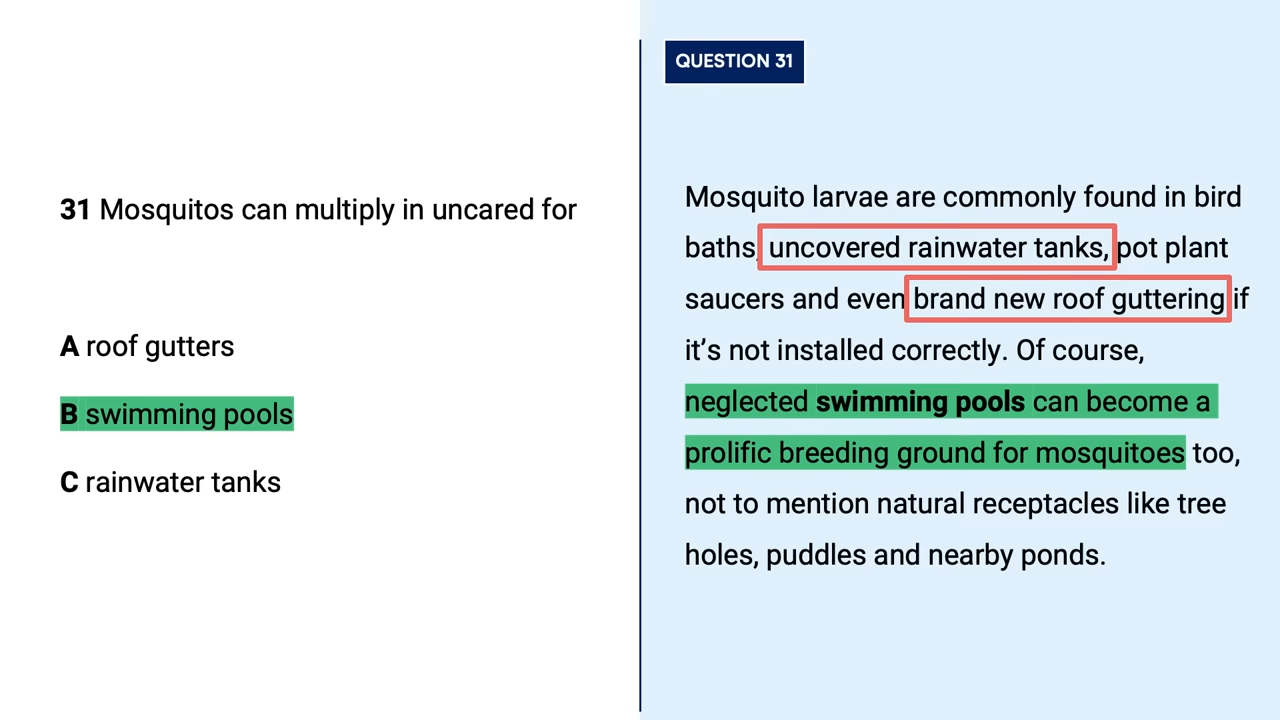 31 Mosquitos can multiply in uncared for
A roof gutters
B swimming pools
C rainwater tanks
QUESTION 31
Mosquito larvae are commonly found in bird
baths, uncovered rainwater tanks, pot plant
saucers and even brand new roof guttering if
it’s not installed correctly. Of course,
neglected swimming pools can become a
prolific breeding ground for mosquitoes too,
not to mention natural receptacles like tree
holes, puddles and nearby ponds.